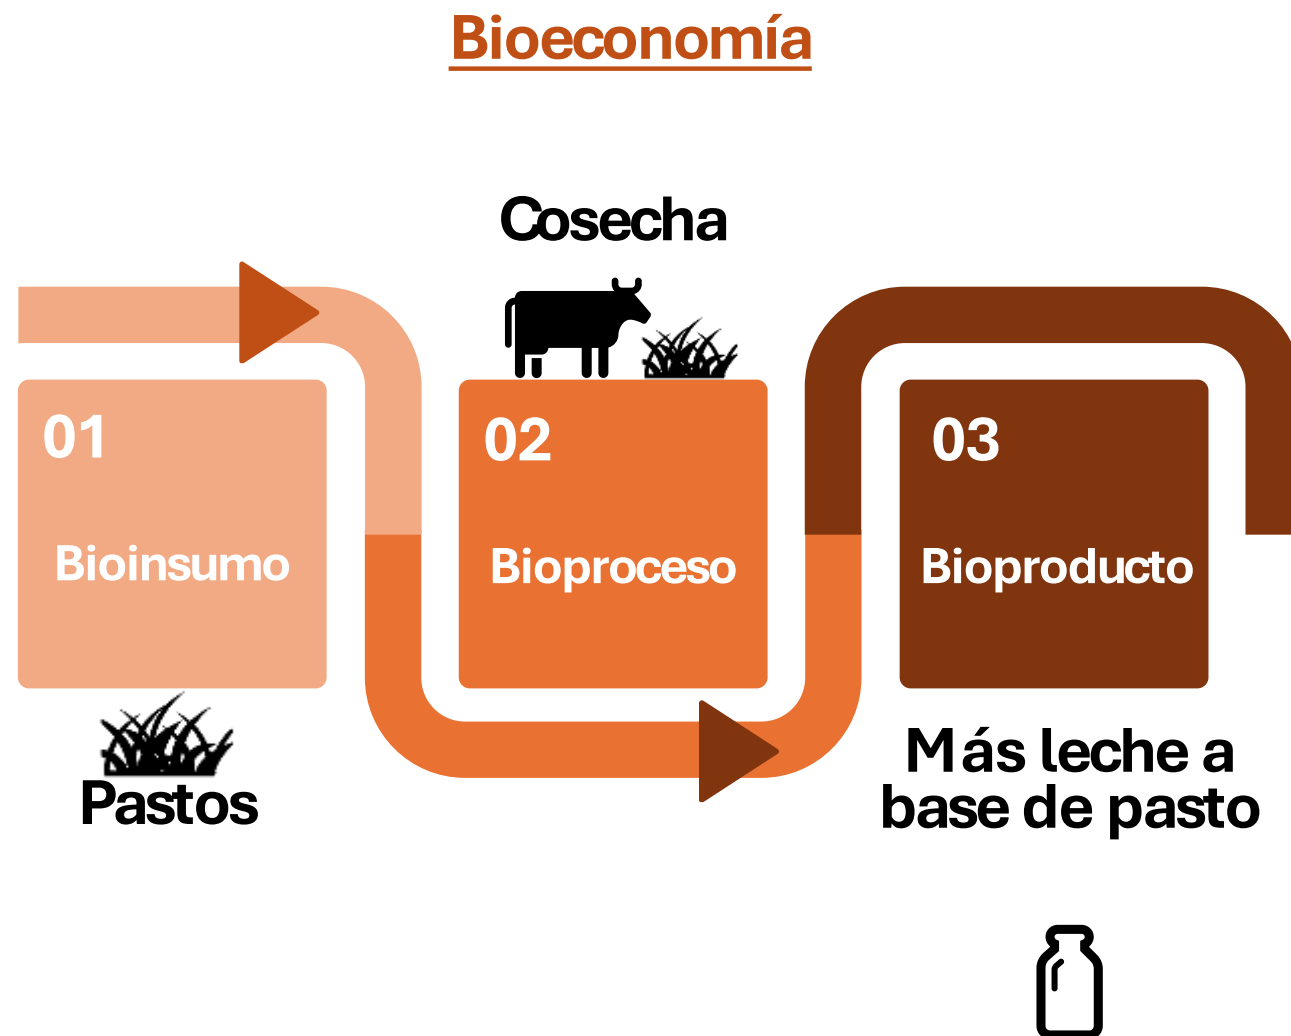 Bioeconomía
Cosecha
01
Bioinsumo
Pastos
02
Bioproceso
03
Bioproducto
Más leche a
base de pasto